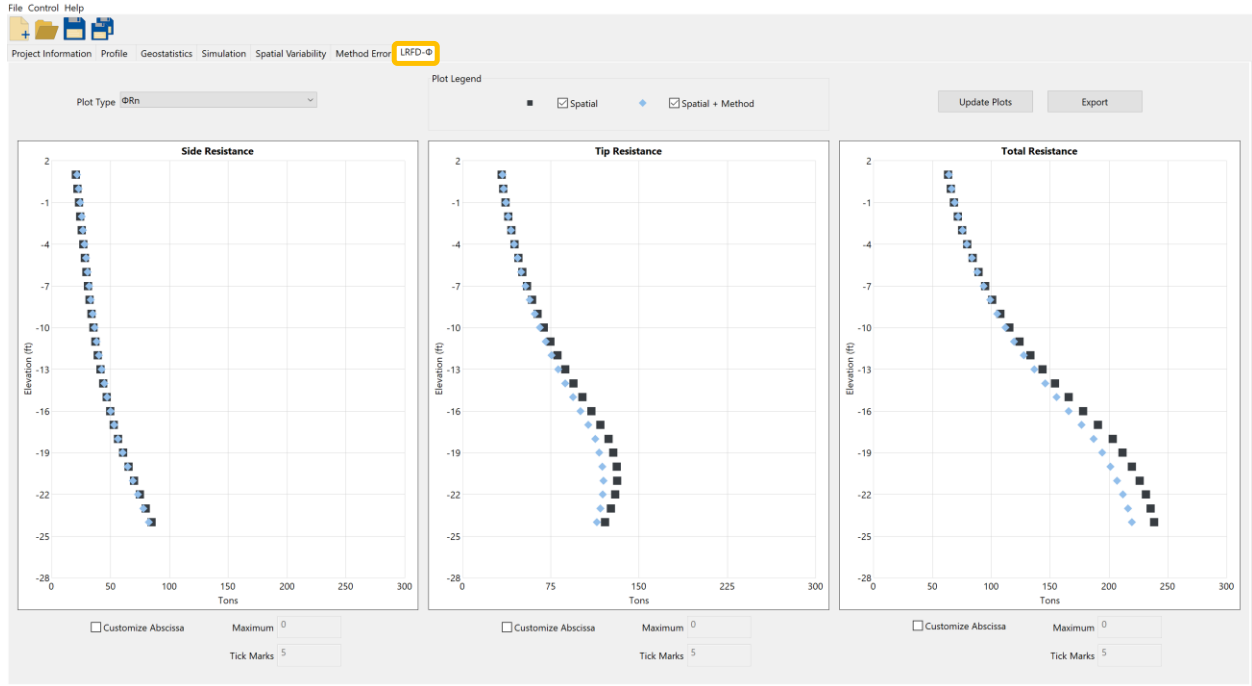 File Control Help
Project Information Profile Geostatistics Simulation Spatial Variability Method Error LRFD-Φ
Plot Legend
Plot Type ΦRn
Spatial Spatial + Method
Update Plots Export
Side Resistance
2
-1
-4
-7
-10
-13
-16
-19
-22
-25
-28
Elevation (ft)
0 50 100 150 200 250 300
Tons
Customize Abscissa Maximum 0
Tick Marks 5
Tip Resistance
2
-1
-4
-7
-10
-13
-16
-19
-22
-25
-28
Elevation (ft)
0 75 150 225 300
Tons
Customize Abscissa Maximum 0
Tick Marks 5
Total Resistance
2
-1
-4
-7
-10
-13
-16
-19
-22
-25
-28
Elevation (ft)
0 50 100 150 200 250 300
Tons
Customize Abscissa Maximum 0
Tick Marks 5